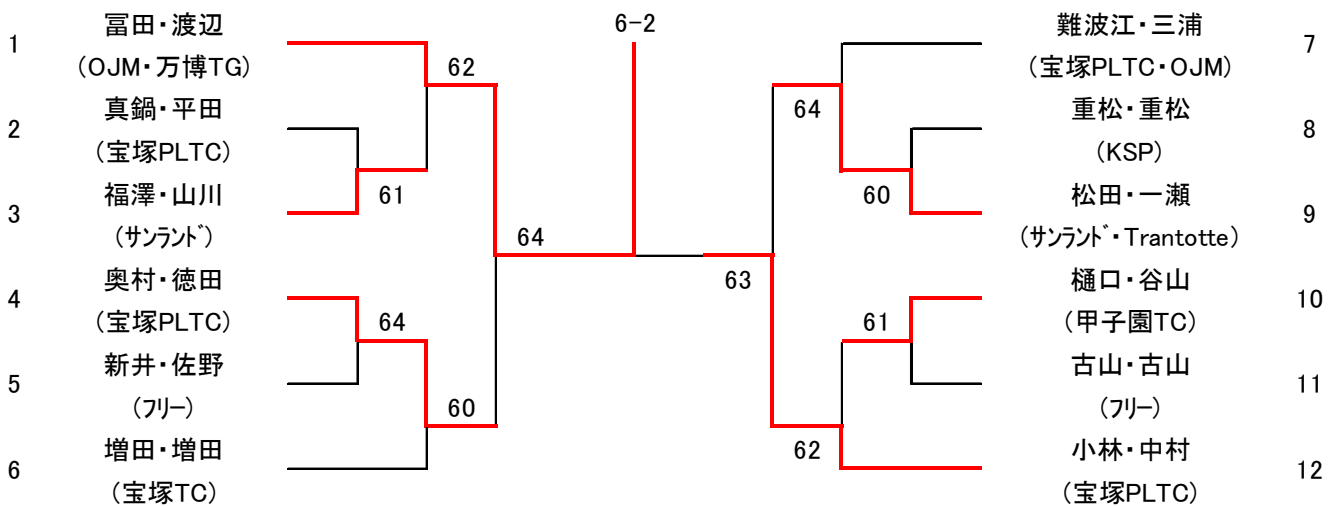 1
冨田・渡辺
(OJM・万博TG)
2
真鍋・平田
(宝塚PLTC)
3
福澤・山川
(サンランド)
4
奥村・徳田
(宝塚PLTC)
5
新井・佐野
(フリー)
6
増田・増田
(宝塚TC)
62
61
64
60
64
6-2
63
64
60
61
62
難波江・三浦
(宝塚PLTC・OJM)
7
重松・重松
(KSP)
8
松田・一瀬
(サンランド・Trantotte)
9
樋口・谷山
(甲子園TC)
10
古山・古山
(フリー)
11
小林・中村
(宝塚PLTC)
12